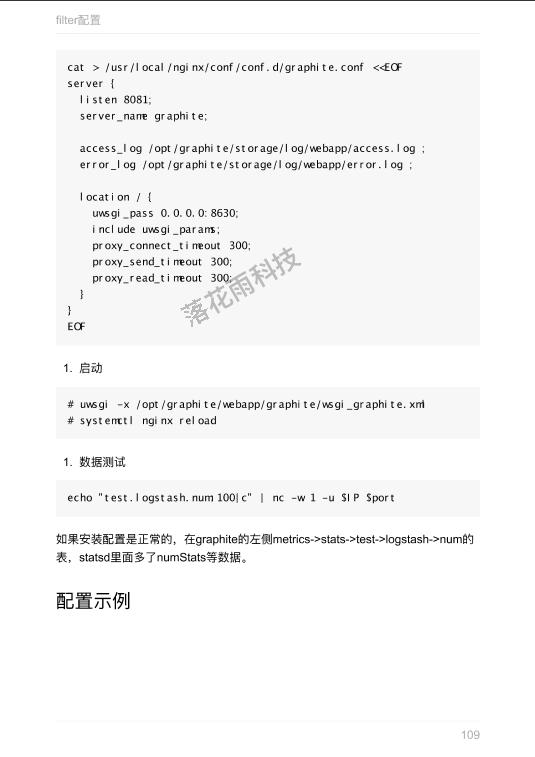 filter配置
cat > /usr/local/nginx/conf/conf.d/graphite.conf <<EOF
server {
  listen 8081;
  server_name graphite;
  access_log /opt/graphite/storage/log/webapp/access.log ;
  error_log /opt/graphite/storage/log/webapp/error.log ;
  location / {
    uwsgi_pass 0.0.0.0:8630;
    include uwsgi_params;
    proxy_connect_timeout 300;
    proxy_send_timeout 300;
    proxy_read_timeout 300;
  }
}
EOF
落花雨科技
1. 启动
# uwsgi -x /opt/graphite/webapp/graphite/wsgi_graphite.xml
# systemctl nginx reload
1. 数据测试
echo "test.logstash.num:100|c" | nc -w 1 -u $IP $port
如果安装配置是正常的，在graphite的左侧metrics->stats->test->logstash->num的
表，statsd里面多了numStats等数据。
配置示例
109